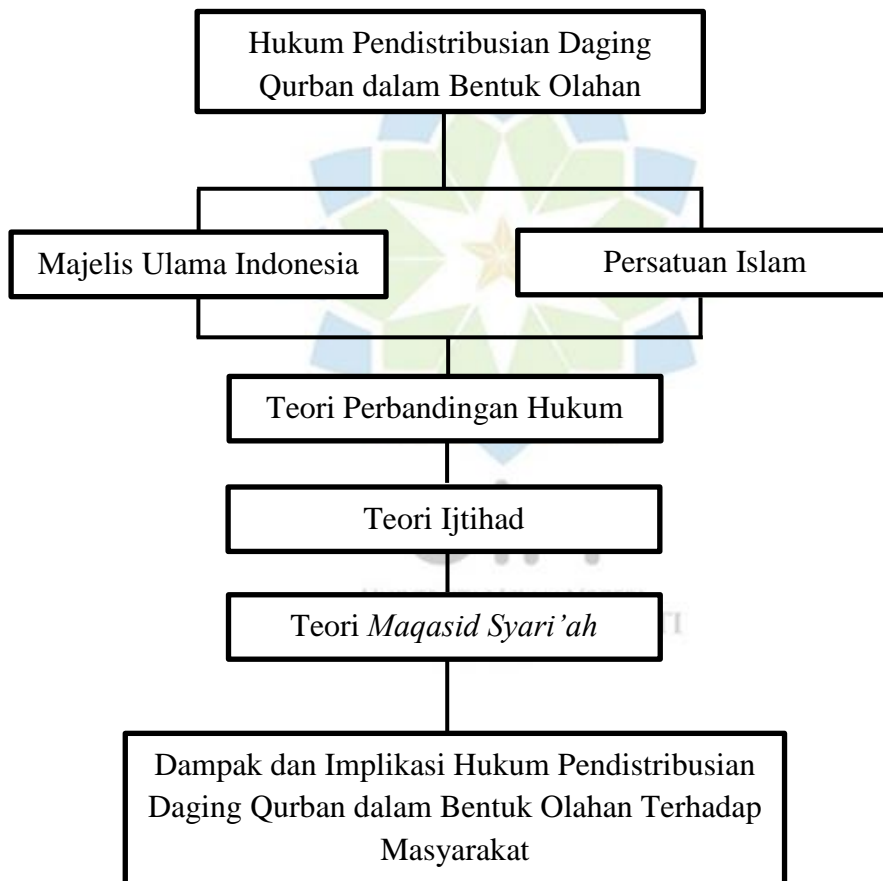 Hukum Pendistribusian Daging
Qurban dalam Bentuk Olahan
Majelis Ulama Indonesia
Persatuan Islam
Teori Perbandingan Hukum
Teori Ijtihad
Teori Maqasid Syari’ah
Dampak dan Implikasi Hukum Pendistribusian
Daging Qurban dalam Bentuk Olahan Terhadap
Masyarakat